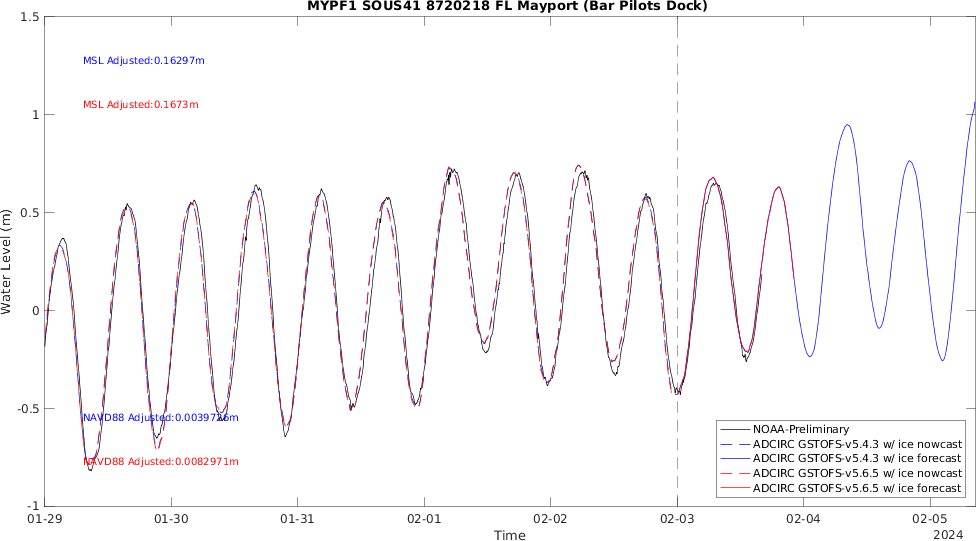 MYPF1 SOUS41 8720218 FL Mayport (Bar Pilots Dock)
1.5
MSL Adjusted:0.16297m
MSL Adjusted:0.1673m
1
0.5
Water Level (m)
0
-0.5
NAVD88 Adjusted:0.0039726m
NAVD88 Adjusted:0.0082971m
-1
NOAA-Preliminary
ADCIRC GSTOFS-v5.4.3 w/ ice nowcast
ADCIRC GSTOFS-v5.4.3 w/ ice forecast
ADCIRC GSTOFS-v5.6.5 w/ ice nowcast
ADCIRC GSTOFS-v5.6.5 w/ ice forecast
01-29 01-30 01-31 02-01 02-02 02-03 02-04 02-05
Time
2024